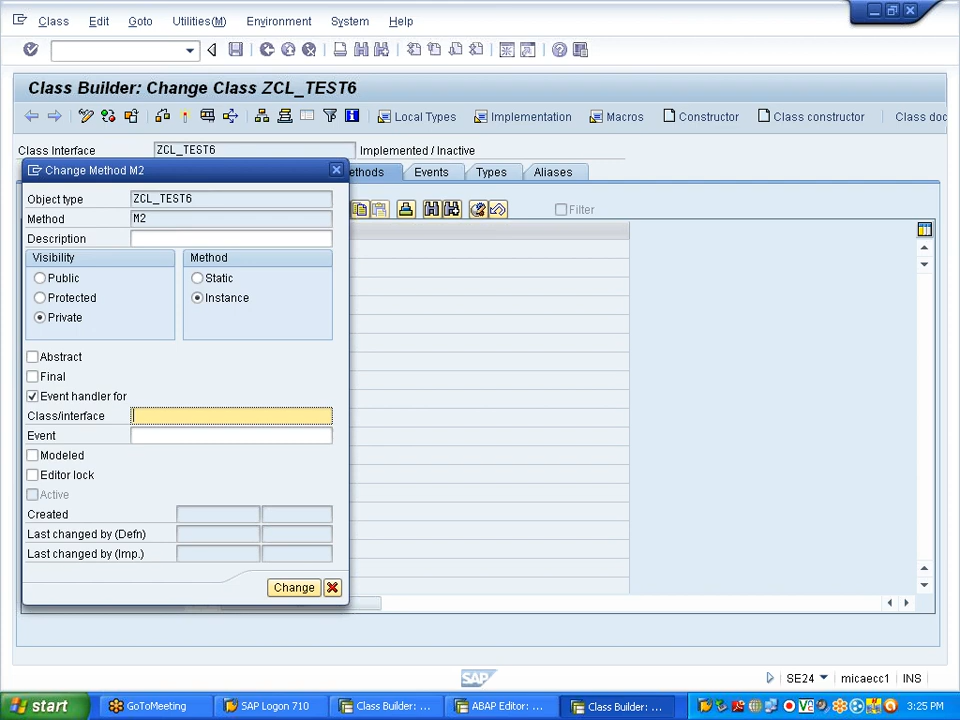 Class Edit Goto Utilities(M) Environment System Help
Class Builder: Change Class ZCL_TEST6
Local Types Implementation Macros Constructor Class constructor Class doc
Class Interface ZCL_TEST6 Implemented / Inactive
Change Method M2
ethods Events Types Aliases
Object type ZCL_TEST6
Method M2
Filter
Description
Visibility Method
Public Static
Protected Instance
Private
Abstract
Final
Event handler for
Class/interface
Event
Modeled
Editor lock
Active
Created
Last changed by (Defn)
Last changed by (Imp.)
Change
SAP
SE24 micaecc1 INS
start GoToMeeting SAP Logon 710 Class Builder: ... ABAP Editor: ... Class Builder: ... 3:25 PM